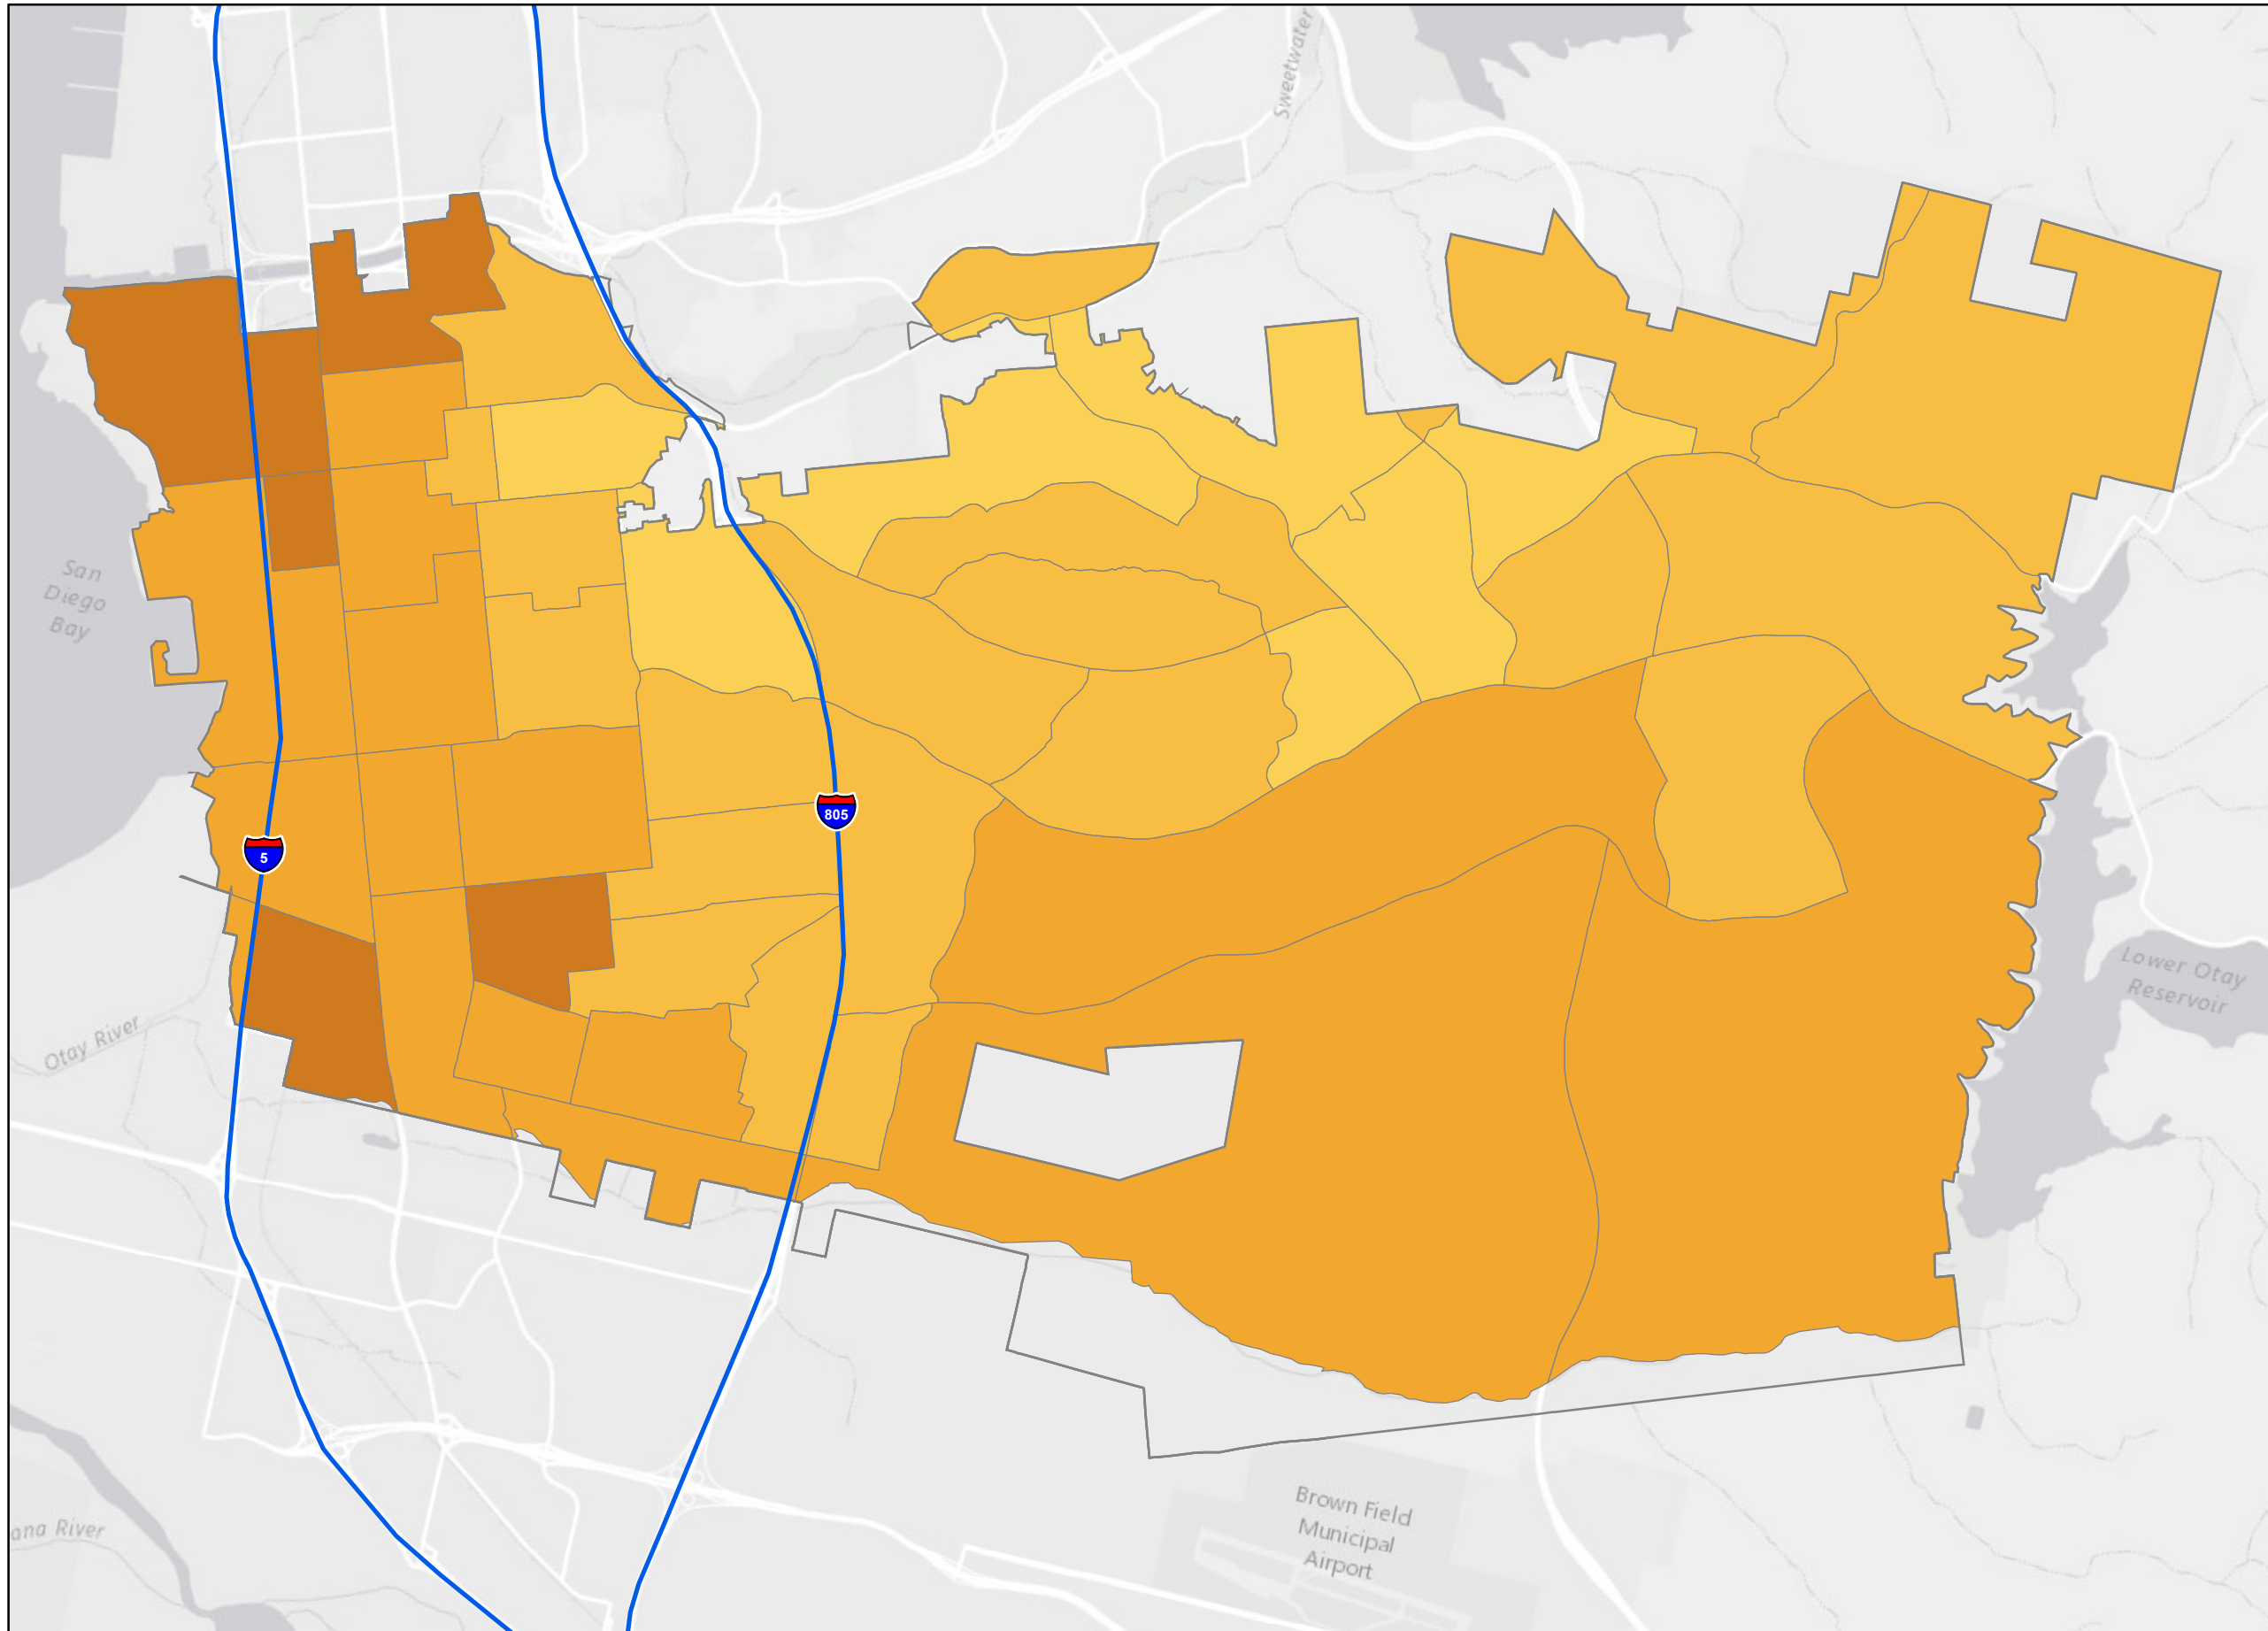 Sweetwater
San
Diego
Bay
805
5
Lower Otay
Reservoir
Otay River
Brown Field
Municipal
Airport
ana River